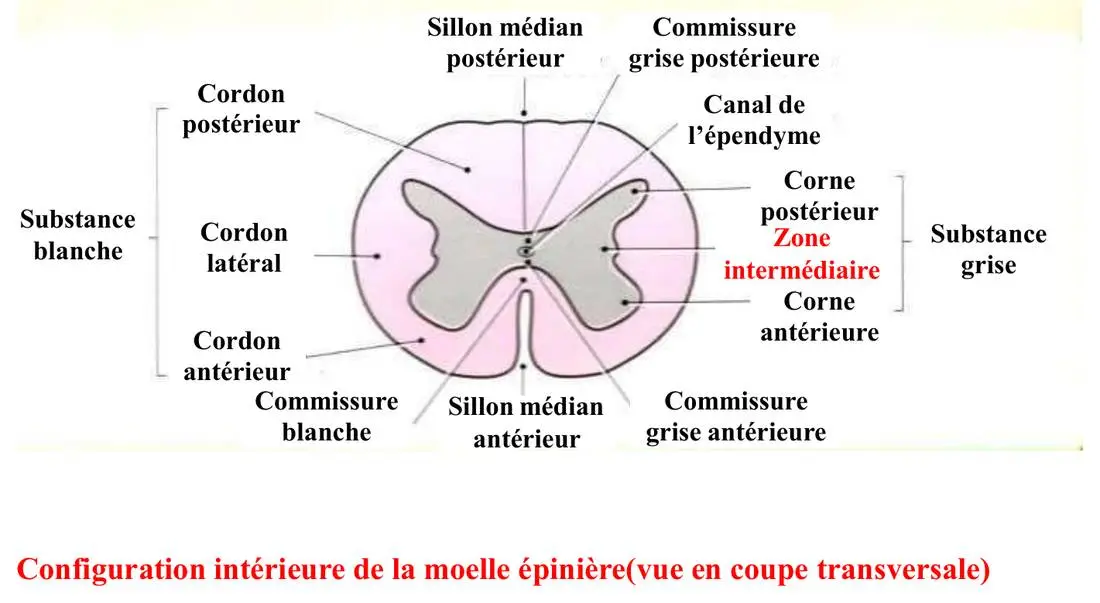 Sillon médian
postérieur
Commissure
grise postérieure
Cordon
postérieur
Canal de
l’épendyme
Corne
postérieur
Substance
blanche
Cordon
latéral
Zone
intermédiaire
Substance
grise
Corne
antérieure
Cordon
antérieur
Commissure
blanche
Sillon médian
antérieur
Commissure
grise antérieure
Configuration intérieure de la moelle épinière(vue en coupe transversale)